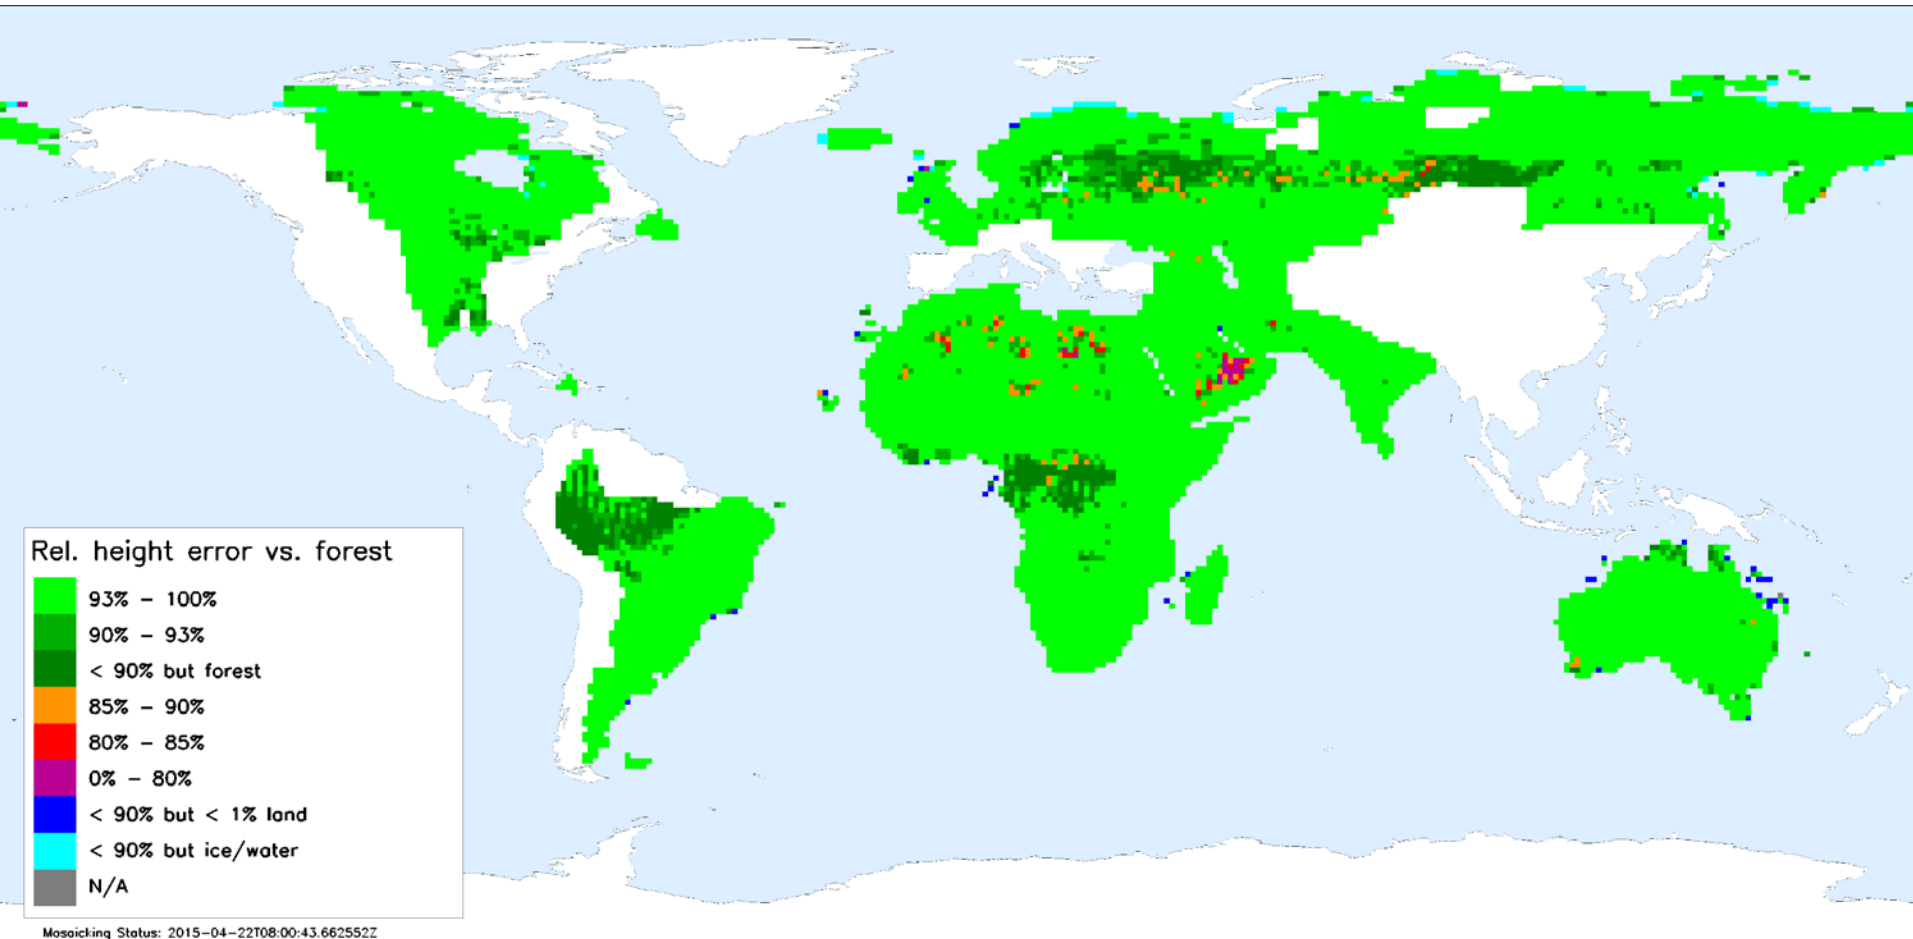 Rel. height error vs. forest
93% - 100%
90% - 93%
< 90% but forest
85% - 90%
80% - 85%
0% - 80%
< 90% but < 1% land
< 90% but ice/water
N/A
Mosaicking Status: 2015-04-22T08:00:43.662552Z